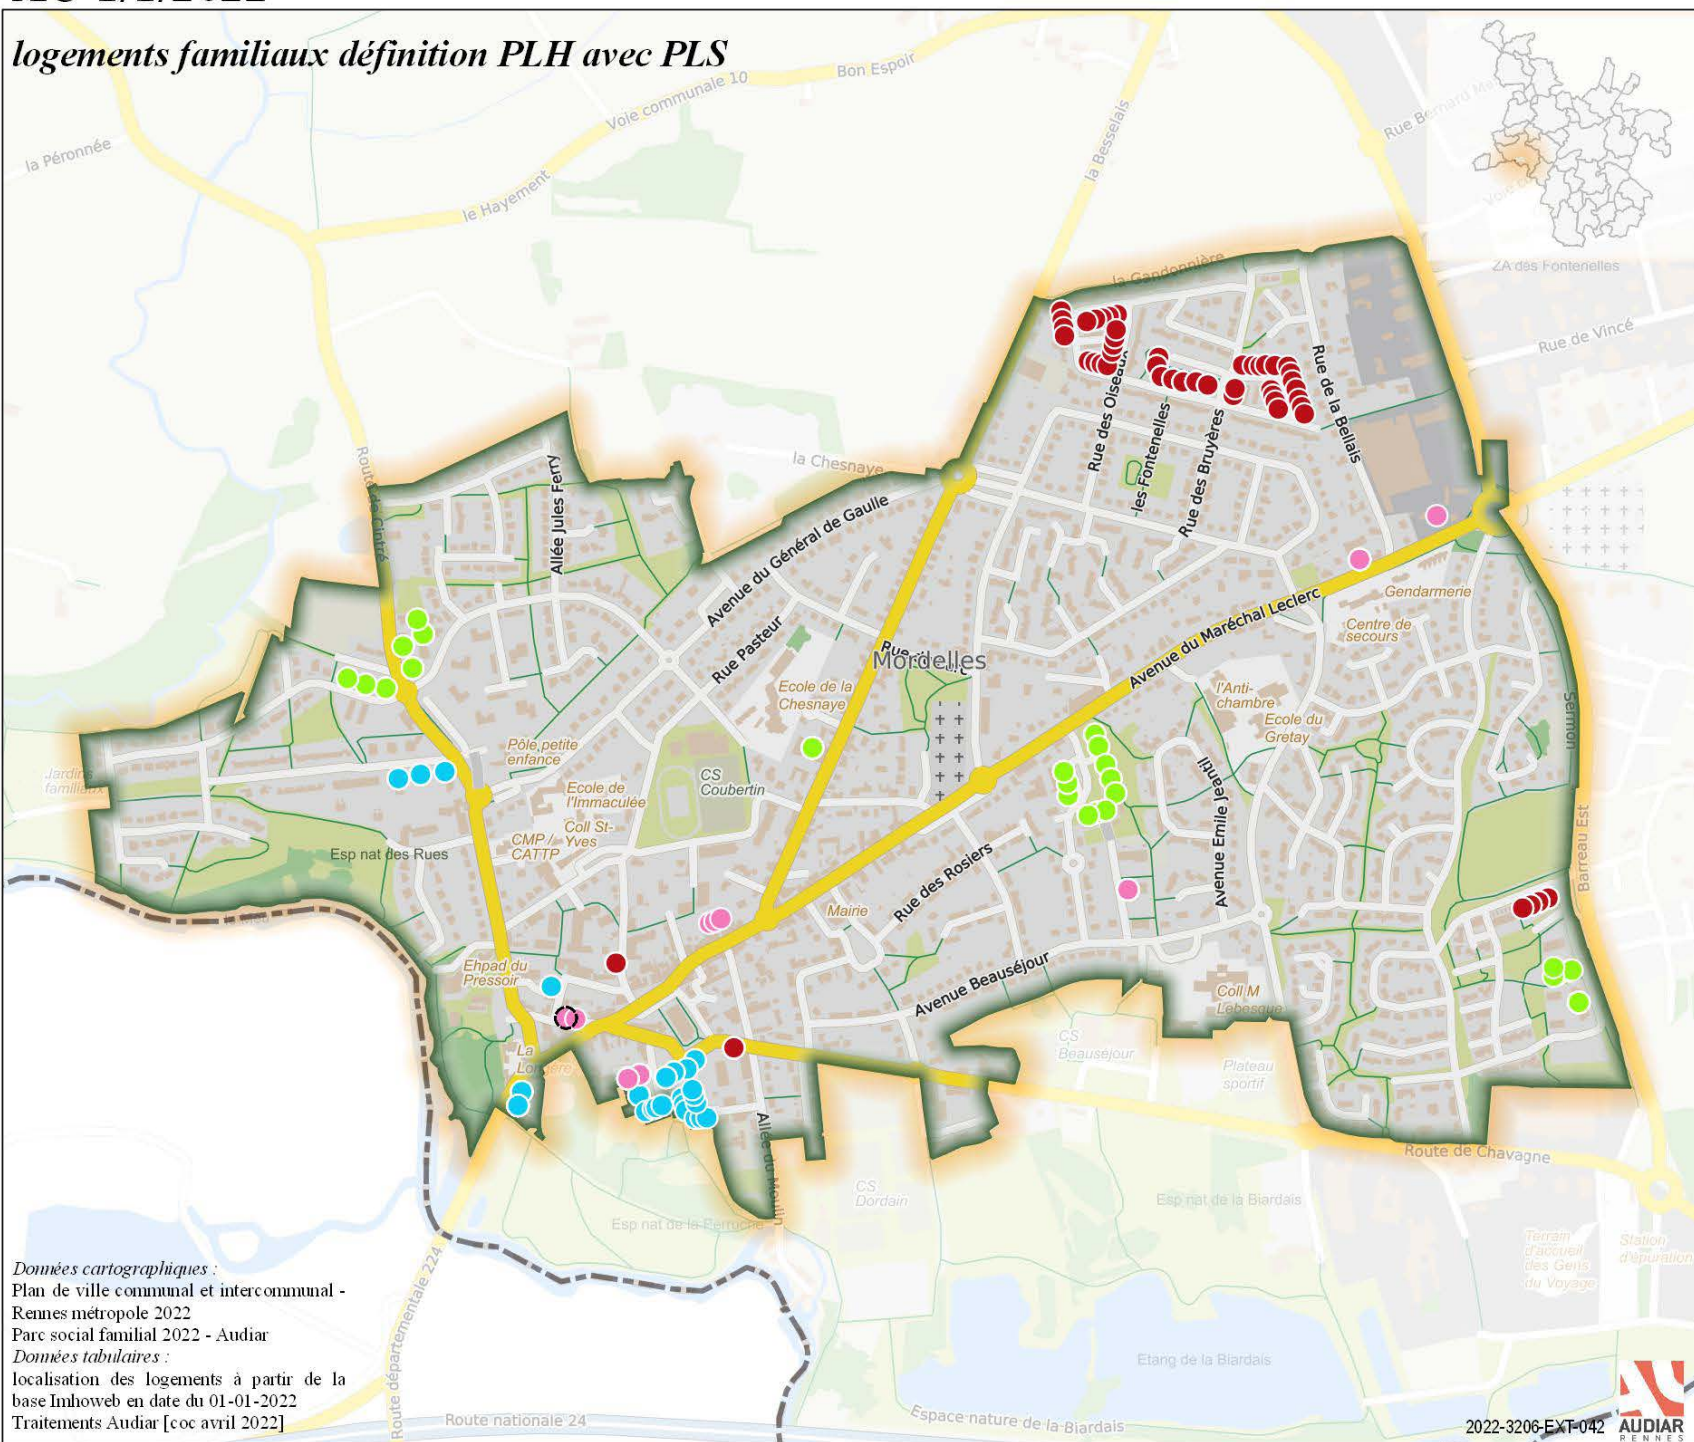 logements familiaux définition PLH avec PLS
Bon Espoir
Voie communale 10
la Péronnée
le Hayement
la Besselais
la Gandonnière
ZA des Fontenelles
Rue de Vincé
Rue de la Bellais
Rue des Oiseaux
les Fontenelles
Rue des Bruyères
la Chesnaye
Route de Cintré
Allée Jules Ferry
Avenue du Général de Gaulle
Rue Pasteur
Mordelles
Avenue du Maréchal Leclerc
Gendarmerie
Centre de
secours
Ecole de la
Chesnaye
l'Anti-
chambre
Ecole du
Gretay
Sermon
Pôle petite
enfance
CS
Coubertin
Jardins
familiaux
Ecole de
l'Immaculée
Coll St-
Yves
CMP /
CATTP
Esp nat des Rues
Avenue Emile Jeantil
Barreau Est
Rue des Rosiers
Mairie
Ehpad du
Pressoir
Avenue Beauséjour
Coll M
Lebesque
La
Longère
CS
Beauséjour
Plateau
sportif
Allée du Moulin
Route de Chavagne
CS
Dordain
Esp nat de la Biardais
Esp nat de la Perruche
Terrain
d'accueil
des Gens
du Voyage
Station
d'épuration
Données cartographiques :
Plan de ville communal et intercommunal -
Rennes métropole 2022
Parc social familial 2022 - Audiar
Données tabulaires :
localisation des logements à partir de la
base Imhoweb en date du 01-01-2022
Traitements Audiar [coc avril 2022]
Route départementale 224
Etang de la Biardais
Route nationale 24
Espace nature de la Biardais
2022-3206-EXT-042
AUDIAR
RENNES